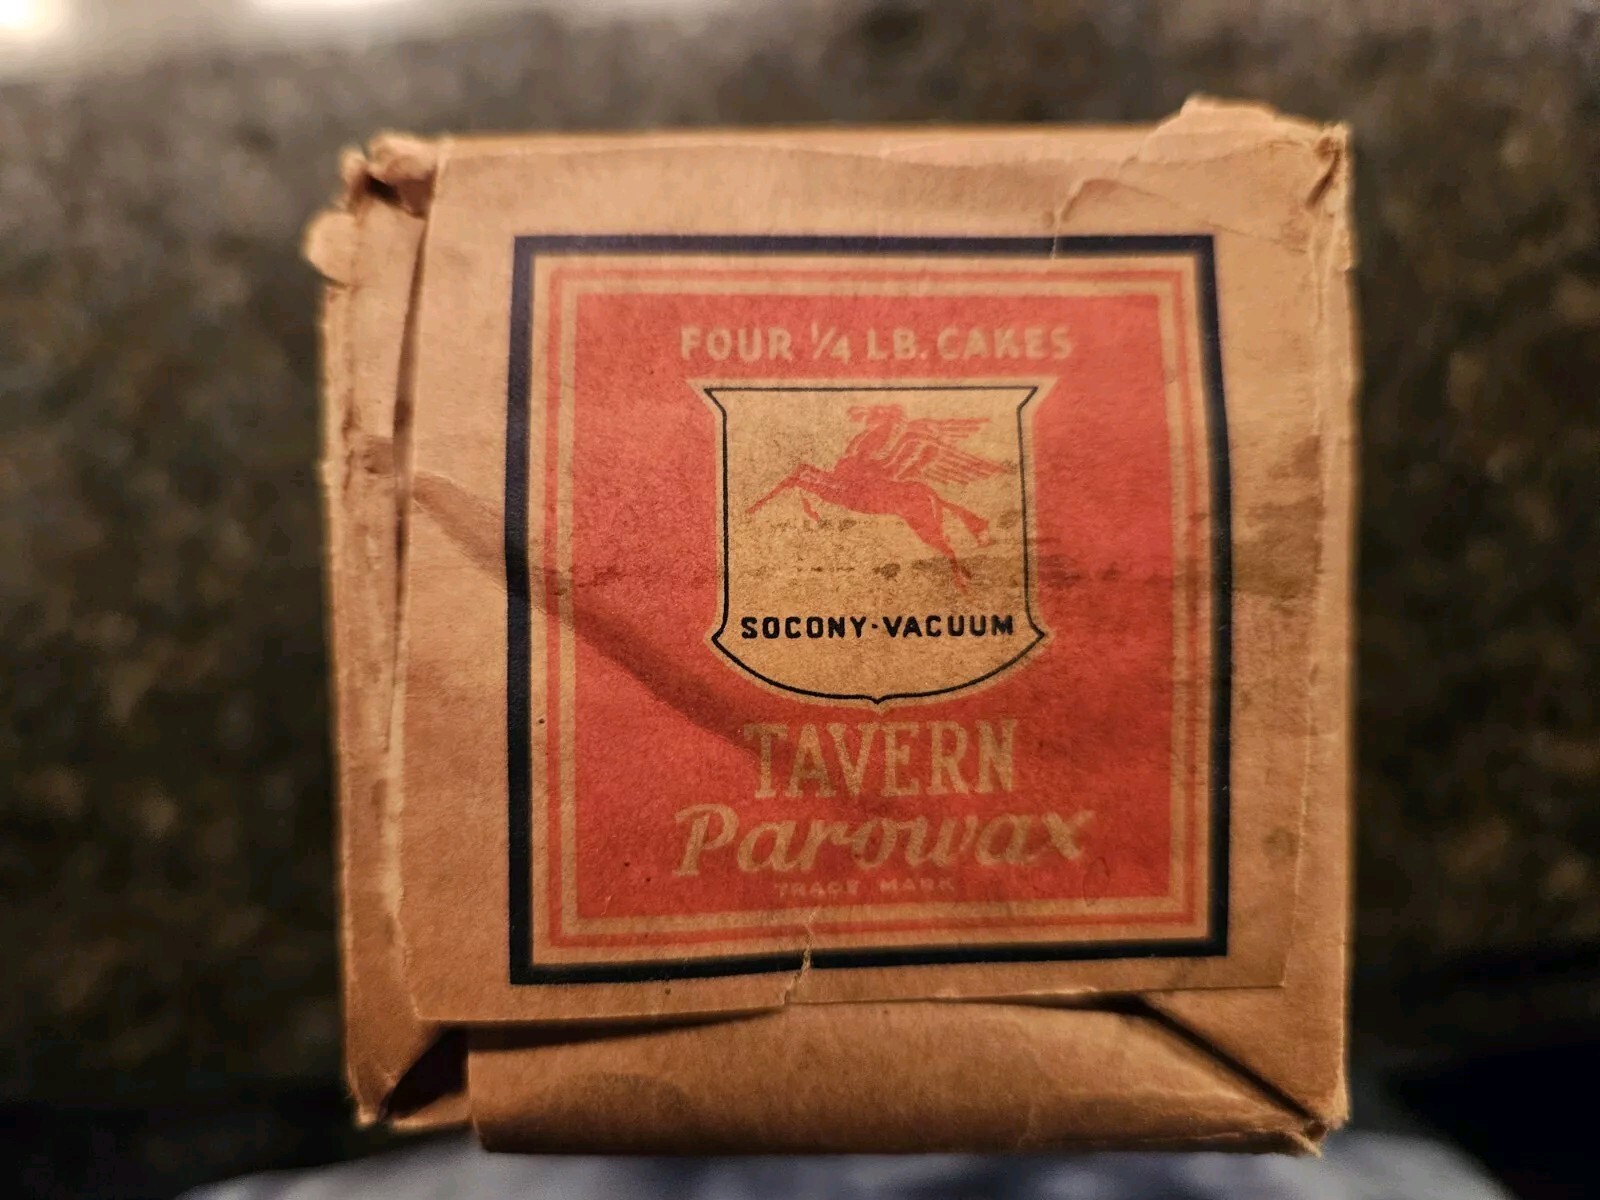 FOUR 1/4 LB. CAKES
SOCONY-VACUUM
TAVERN
Parowax
TRADE MARK